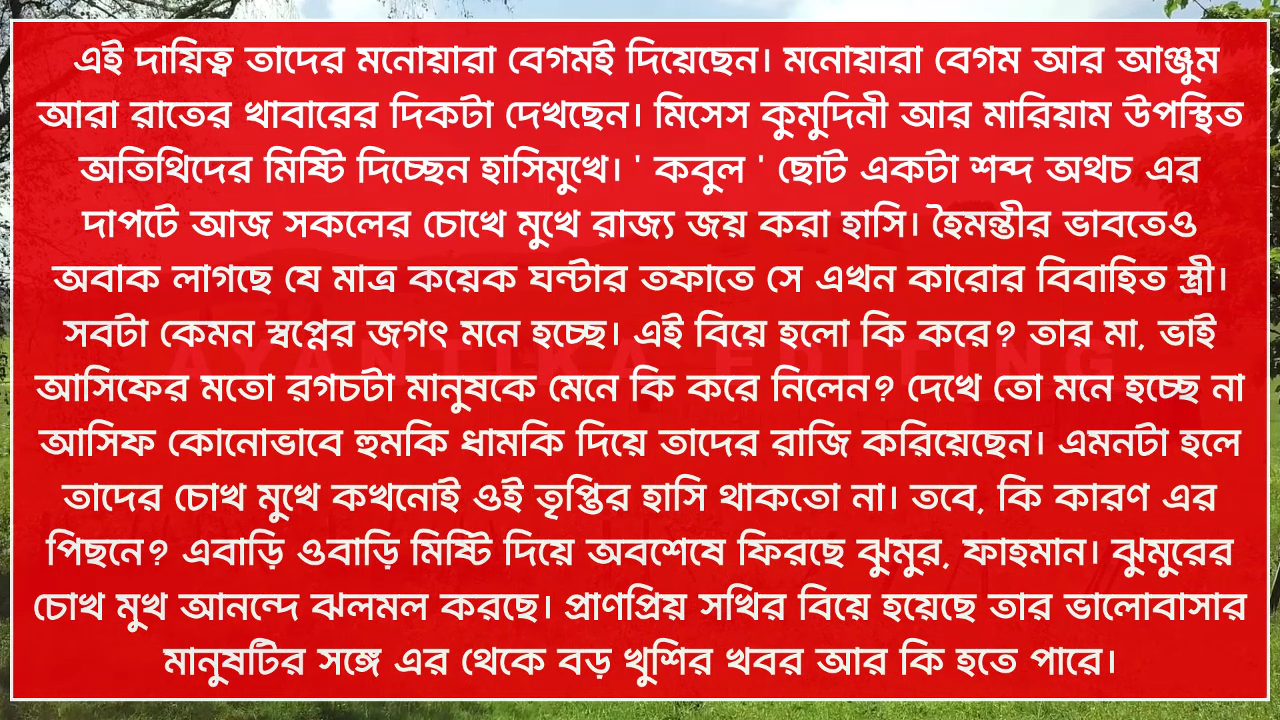 এই দায়িত্ব তাদের মনোয়ারা বেগমই দিয়েছেন। মনোয়ারা বেগম আর আঞ্জুম
আরা রাতের খাবারের দিকটা দেখছেন। মিসেস কুমুদিনী আর মারিয়াম উপস্থিত
অতিথিদের মিষ্টি দিচ্ছেন হাসিমুখে। ' কবুল ' ছোট একটা শব্দ অথচ এর
দাপটে আজ সকলের চোখে মুখে রাজ্য জয় করা হাসি। হৈমন্তীর ভাবতেও
অবাক লাগছে যে মাত্র কয়েক ঘন্টার তফাতে সে এখন কারোর বিবাহিত স্ত্রী।
সবটা কেমন স্বপ্নের জগৎ মনে হচ্ছে। এই বিয়ে হলো কি করে? তার মা, ভাই
আসিফের মতো রগচটা মানুষকে মেনে কি করে নিলেন? দেখে তো মনে হচ্ছে না
আসিফ কোনোভাবে হুমকি ধামকি দিয়ে তাদের রাজি করিয়েছেন। এমনটা হলে
তাদের চোখ মুখে কখনোই ওই তৃপ্তির হাসি থাকতো না। তবে, কি কারণ এর
পিছনে? এবাড়ি ওবাড়ি মিষ্টি দিয়ে অবশেষে ফিরছে ঝুমুর, ফাহমান। ঝুমুরের
চোখ মুখ আনন্দে ঝলমল করছে। প্রাণপ্রিয় সখির বিয়ে হয়েছে তার ভালোবাসার
মানুষটির সঙ্গে এর থেকে বড় খুশির খবর আর কি হতে পারে।
AYANTIKA EDITING